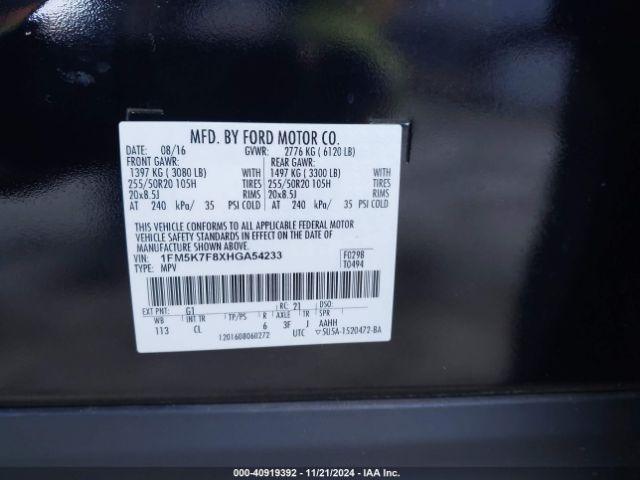 MFD. BY FORD MOTOR CO.
DATE: 08/16 GVWR: 2776 KG ( 6120 LB)
FRONT GAWR: REAR GAWR:
1397 KG ( 3080 LB) WITH 1497 KG ( 3300 LB) WITH
255/50R20 105H TIRES 255/50R20 105H TIRES
20x8.5J RIMS 20x8.5J RIMS
AT 240 kPa/ 35 PSI COLD AT 240 kPa/ 35 PSI COLD
THIS VEHICLE CONFORMS TO ALL APPLICABLE FEDERAL MOTOR
VEHICLE SAFETY STANDARDS IN EFFECT ON THE DATE OF
MANUFACTURE SHOWN ABOVE.
VIN: 1FM5K7F8XHGA54233 F0298
TYPE: MPV T0494
EXT PNT: G1 RC: 21 DSO:
WB INT TR TP/PS R AXLE TR SPR
113 CL 6 3F J AAHH
1201608060272 UTC 5U5A-1520472-BA
000-40919392 - 11/21/2024 - IAAI.COM